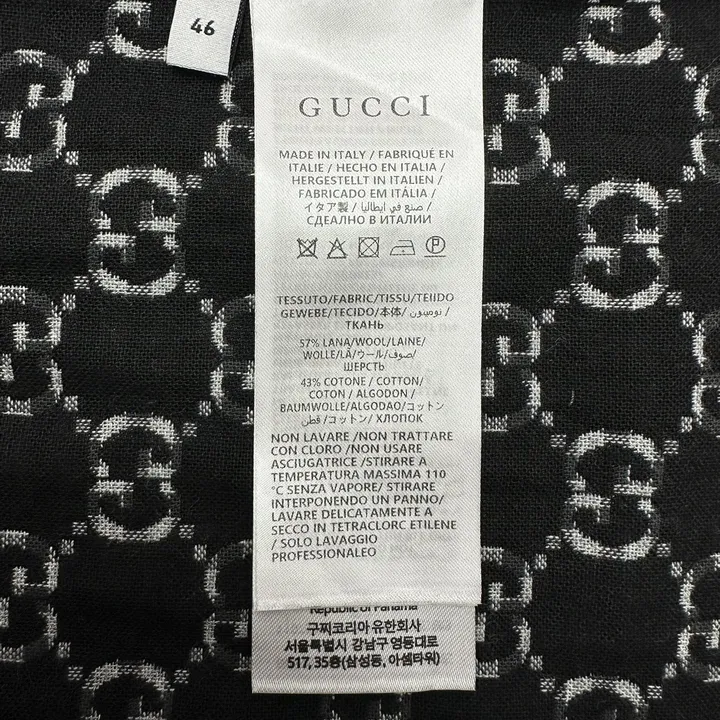 46
GUCCI
MADE IN ITALY / FABRIQUÉ EN
ITALIE / HECHO EN ITALIA /
HERGESTELLT IN ITALIEN /
FABRICADO EM ITÀLIA /
イタア製 / صنع في ايطاليا /
СДЕЛАНО В ИТАЛИИ
TESSUTO/FABRIC/TISSU/TEJIDO
GEWEBE/TECIDO/本体/ /
ТКАНЬ
57% LANA/WOOL/LAINE/
WOLLE/LÃ/ウール/صوف/
ШЕРСТЬ
43% COTONE / COTTON/
COTON / ALGODON /
BAUMWOLLE/ALGODAO/コットン
قطن /コットン/ ХЛОПОК
NON LAVARE /NON TRATTARE
CON CLORO /NON USARE
ASCIUGATRICE /STIRARE A
TEMPERATURA MASSIMA 110
°C SENZA VAPORE/ STIRARE
INTERPONENDO UN PANNO/
LAVARE DELICATAMENTE A
SECCO IN TETRACLORC ETILENE
/ SOLO LAVAGGIO
PROFESSIONALEO
Republic of Panama
구찌코리아 유한회사
서울특별시 강남구 영동대로
517, 35층(삼성동, 아셈타워)